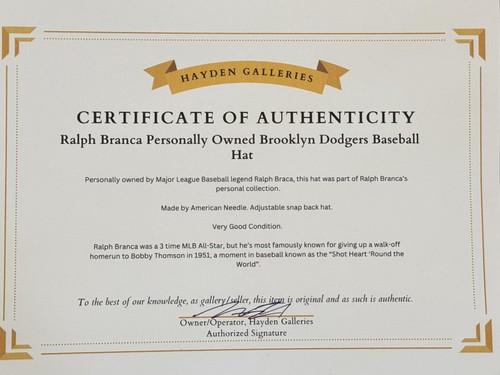 HAYDEN GALLERIES
CERTIFICATE OF AUTHENTICITY
Ralph Branca Personally Owned Brooklyn Dodgers Baseball
Hat
Personally owned by Major League Baseball legend Ralph Braca, this hat was part of Ralph Branca's
personal collection.
Made by American Needle. Adjustable snap back hat.
Very Good Condition.
Ralph Branca was a 3 time MLB All-Star, but he's most famously known for giving up a walk-off
homerun to Bobby Thomson in 1951, a moment in baseball known as the "Shot Heart 'Round the
World".
To the best of our knowledge, as gallery/seller, this item is original and as such is authentic.
Owner/Operator, Hayden Galleries
Authorized Signature